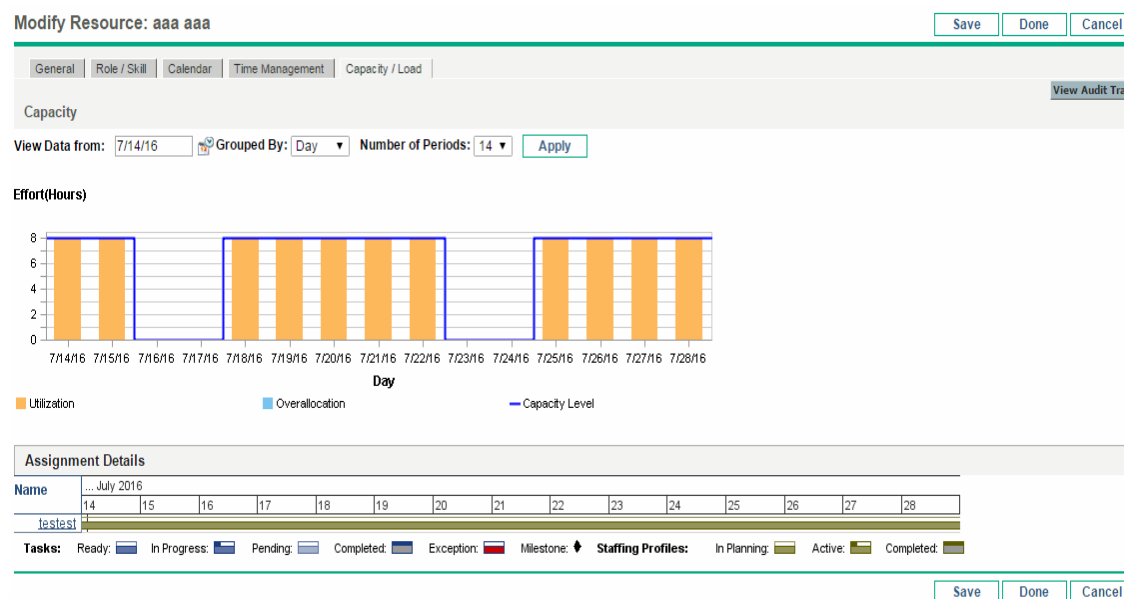 Modify Resource: aaa aaa
Save Done Cancel
General Role / Skill Calendar Time Management Capacity / Load
View Audit Tra
Capacity
View Data from: 7/14/16 Grouped By: Day Number of Periods: 14 Apply
Effort(Hours)
8
6
4
2
0
7/14/16 7/15/16 7/16/16 7/17/16 7/18/16 7/19/16 7/20/16 7/21/16 7/22/16 7/23/16 7/24/16 7/25/16 7/26/16 7/27/16 7/28/16
Day
Utilization Overallocation Capacity Level
Assignment Details
Name ... July 2016
14 15 16 17 18 19 20 21 22 23 24 25 26 27 28
testest
Tasks: Ready: In Progress: Pending: Completed: Exception: Milestone: Staffing Profiles: In Planning: Active: Completed:
Save Done Cancel